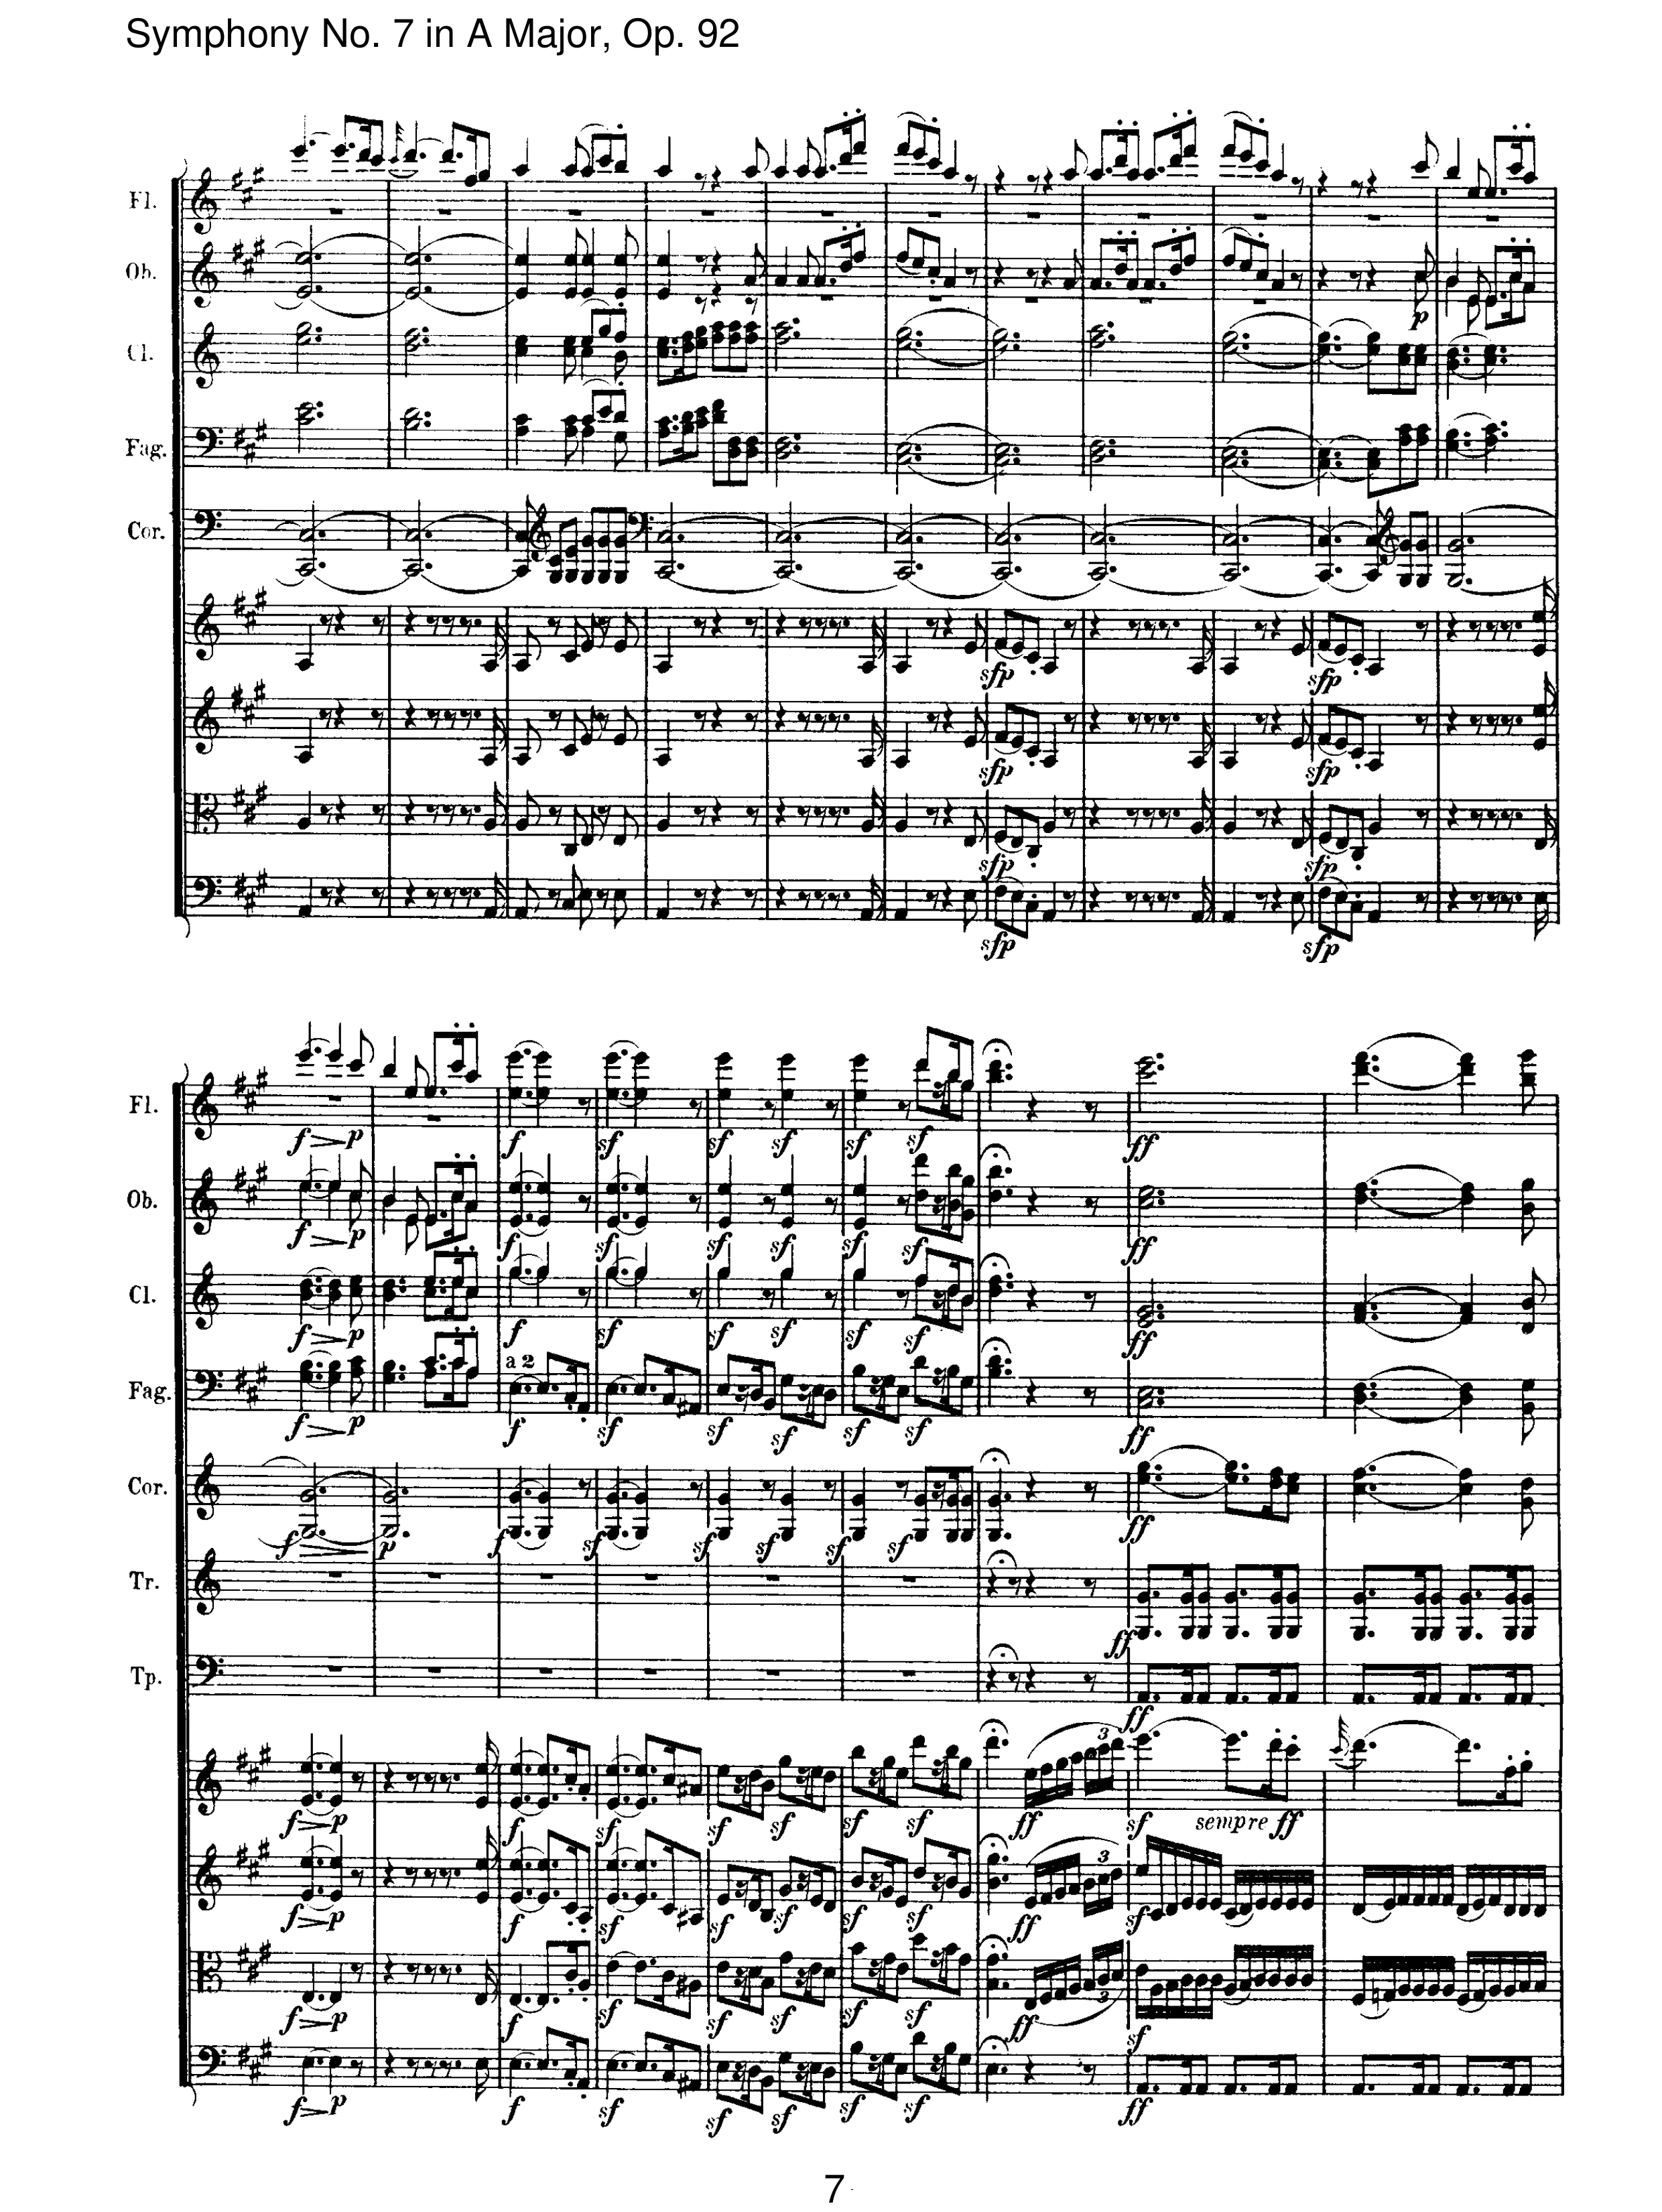 Symphony No. 7 in A Major, Op. 92
Fl.
Ob.
p
Cl.
Fag.
Cor.
sfp sfp
sfp sfp
sfp sfp
sfp sfp
Fl.
f p f sf sf sf sf sf ff
Ob.
f p f sf sf sf sf sf ff
Cl.
f p f sf sf sf sf sf ff
Fag.
a 2
f p f sf sf sf sf sf ff
Cor.
f p f sf sf sf sf sf ff
Tr.
ff
Tp.
ff
3
f p f sf sf sf sf sf ff sf sempre ff
3
f p f sf sf sf sf sf ff sf
3
f p f sf sf sf sf sf ff sf
f p f sf sf sf sf sf ff
7